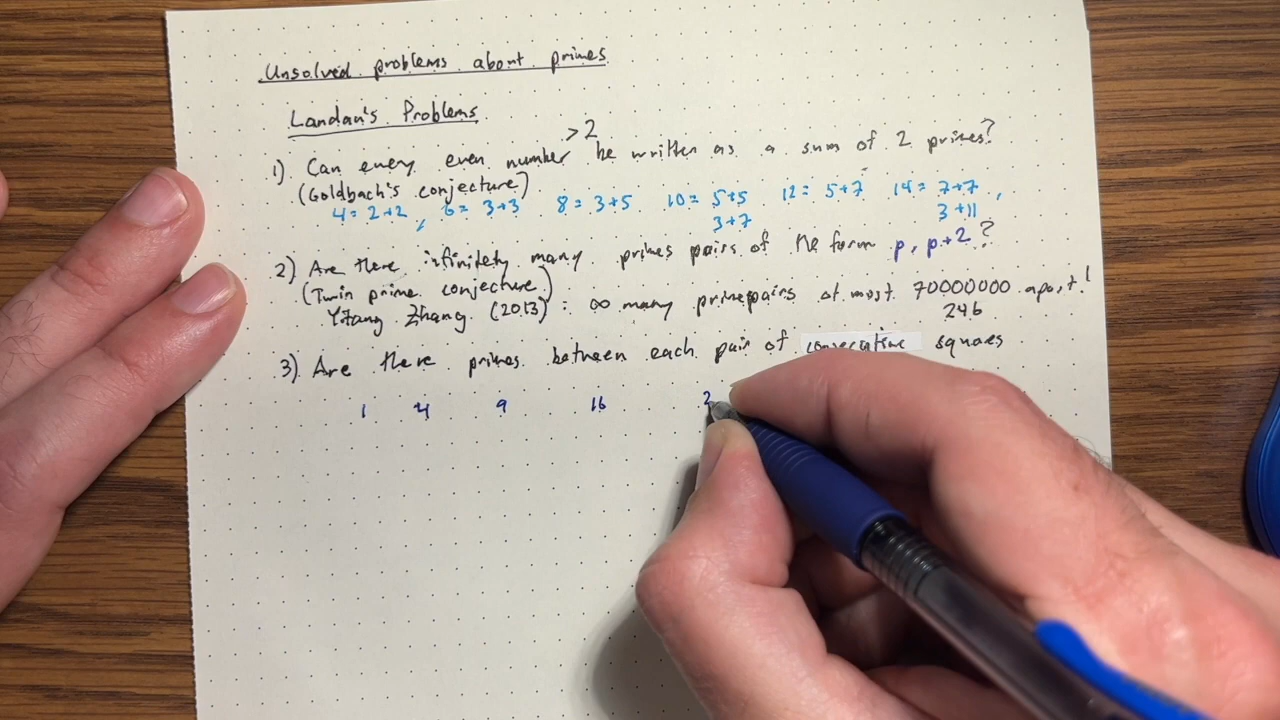 Unsolved problems about primes
Landau's Problems
>2
1) Can every even number be written as a sum of 2 primes?
(Goldbach's conjecture)
4=2+2, 6=3+3 8=3+5 10=5+5 12=5+7 14=7+7,
3+7 3+11
2) Are there infinitely many primes pairs of the form p, p+2?
(Twin prime conjecture)
Yitang Zhang (2013): ∞ many primepairs at most 70000000 apart!
246
3) Are there primes between each pair of consecutive squares
1 4 9 16 2